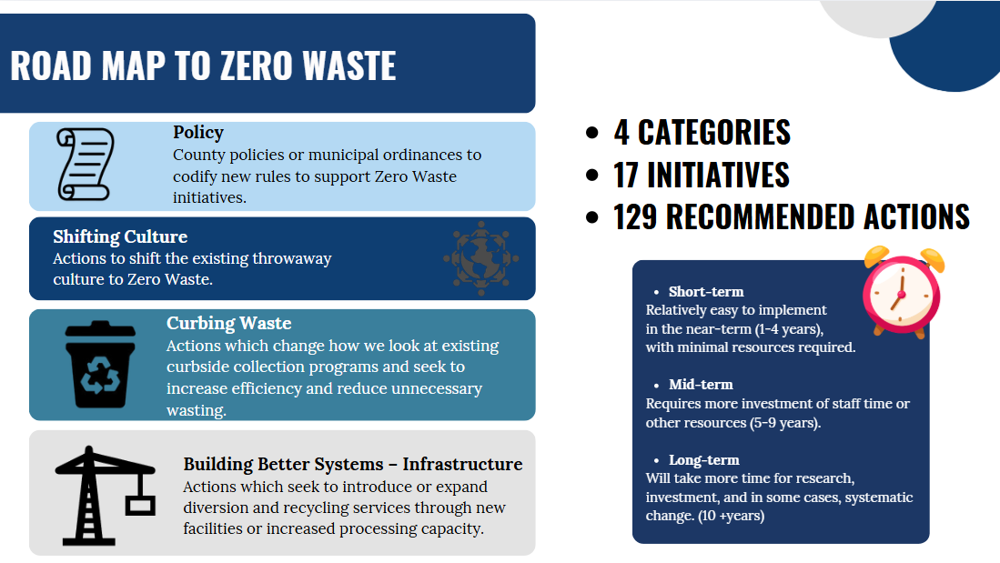 ROAD MAP TO ZERO WASTE
Policy
County policies or municipal ordinances to
codify new rules to support Zero Waste
initiatives.
Shifting Culture
Actions to shift the existing throwaway
culture to Zero Waste.
Curbing Waste
Actions which change how we look at existing
curbside collection programs and seek to
increase efficiency and reduce unnecessary
wasting.
Building Better Systems – Infrastructure
Actions which seek to introduce or expand
diversion and recycling services through new
facilities or increased processing capacity.
• 4 CATEGORIES
• 17 INITIATIVES
• 129 RECOMMENDED ACTIONS
• Short-term
Relatively easy to implement
in the near-term (1-4 years),
with minimal resources required.
• Mid-term
Requires more investment of staff time or
other resources (5-9 years).
• Long-term
Will take more time for research,
investment, and in some cases, systematic
change. (10 +years)